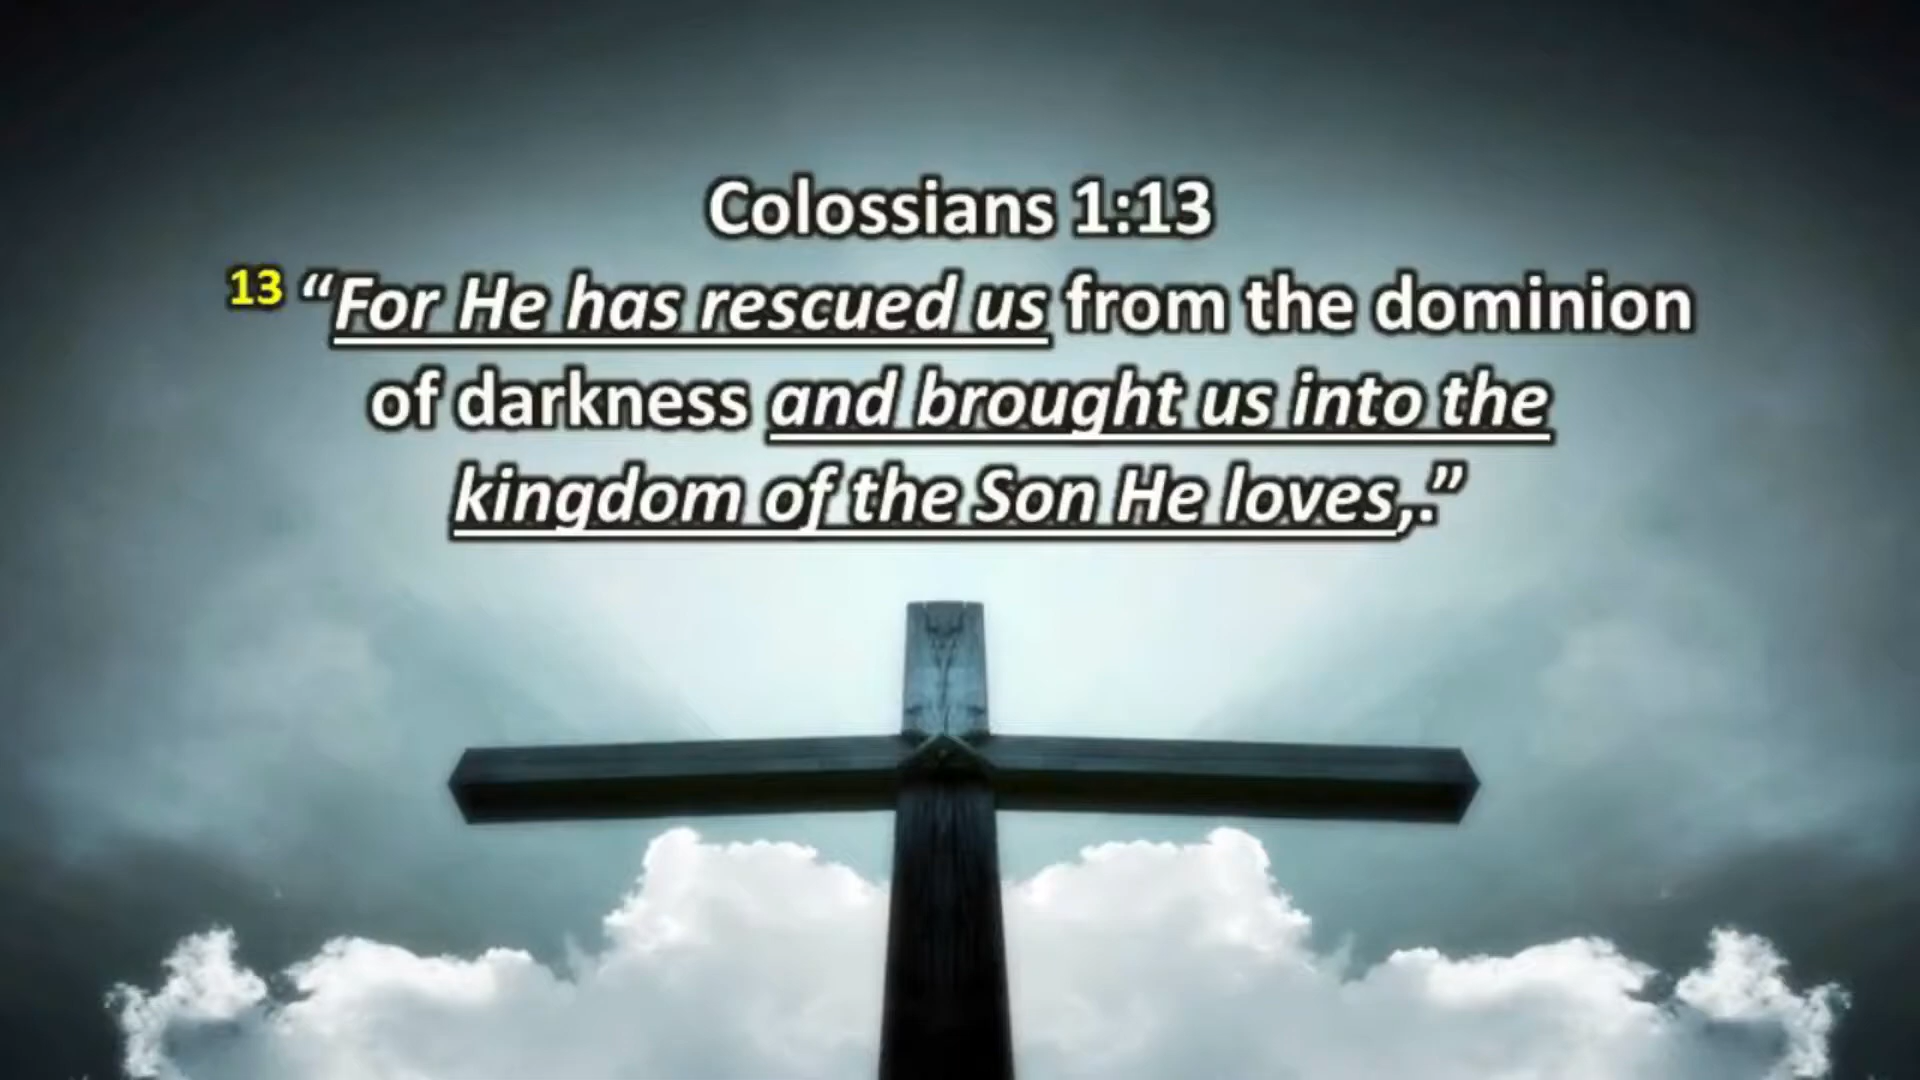 Colossians 1:13
13 “For He has rescued us from the dominion
of darkness and brought us into the
kingdom of the Son He loves,.”